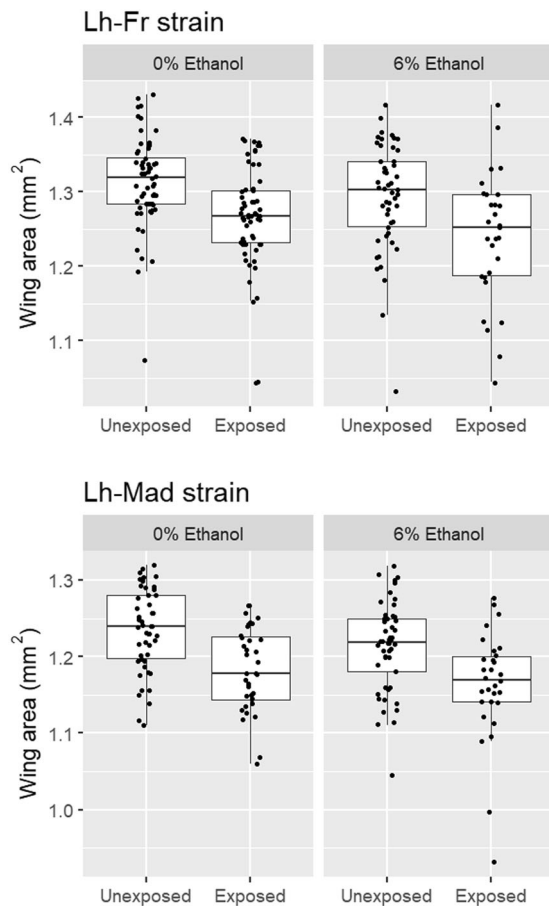 Lh-Fr strain
0% Ethanol 6% Ethanol
Wing area (mm²)
1.4
1.3
1.2
1.1
Unexposed Exposed Unexposed Exposed
Lh-Mad strain
0% Ethanol 6% Ethanol
Wing area (mm²)
1.3
1.2
1.1
1.0
Unexposed Exposed Unexposed Exposed